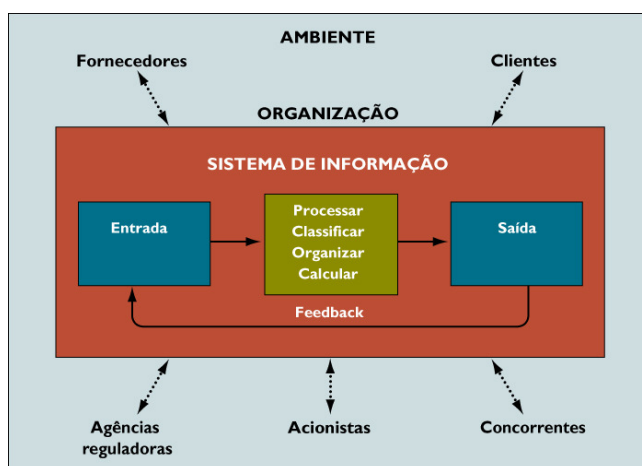 AMBIENTE
Fornecedores
Clientes
ORGANIZAÇÃO
SISTEMA DE INFORMAÇÃO
Entrada
Processar
Classificar
Organizar
Calcular
Saída
Feedback
Agências
reguladoras
Acionistas
Concorrentes